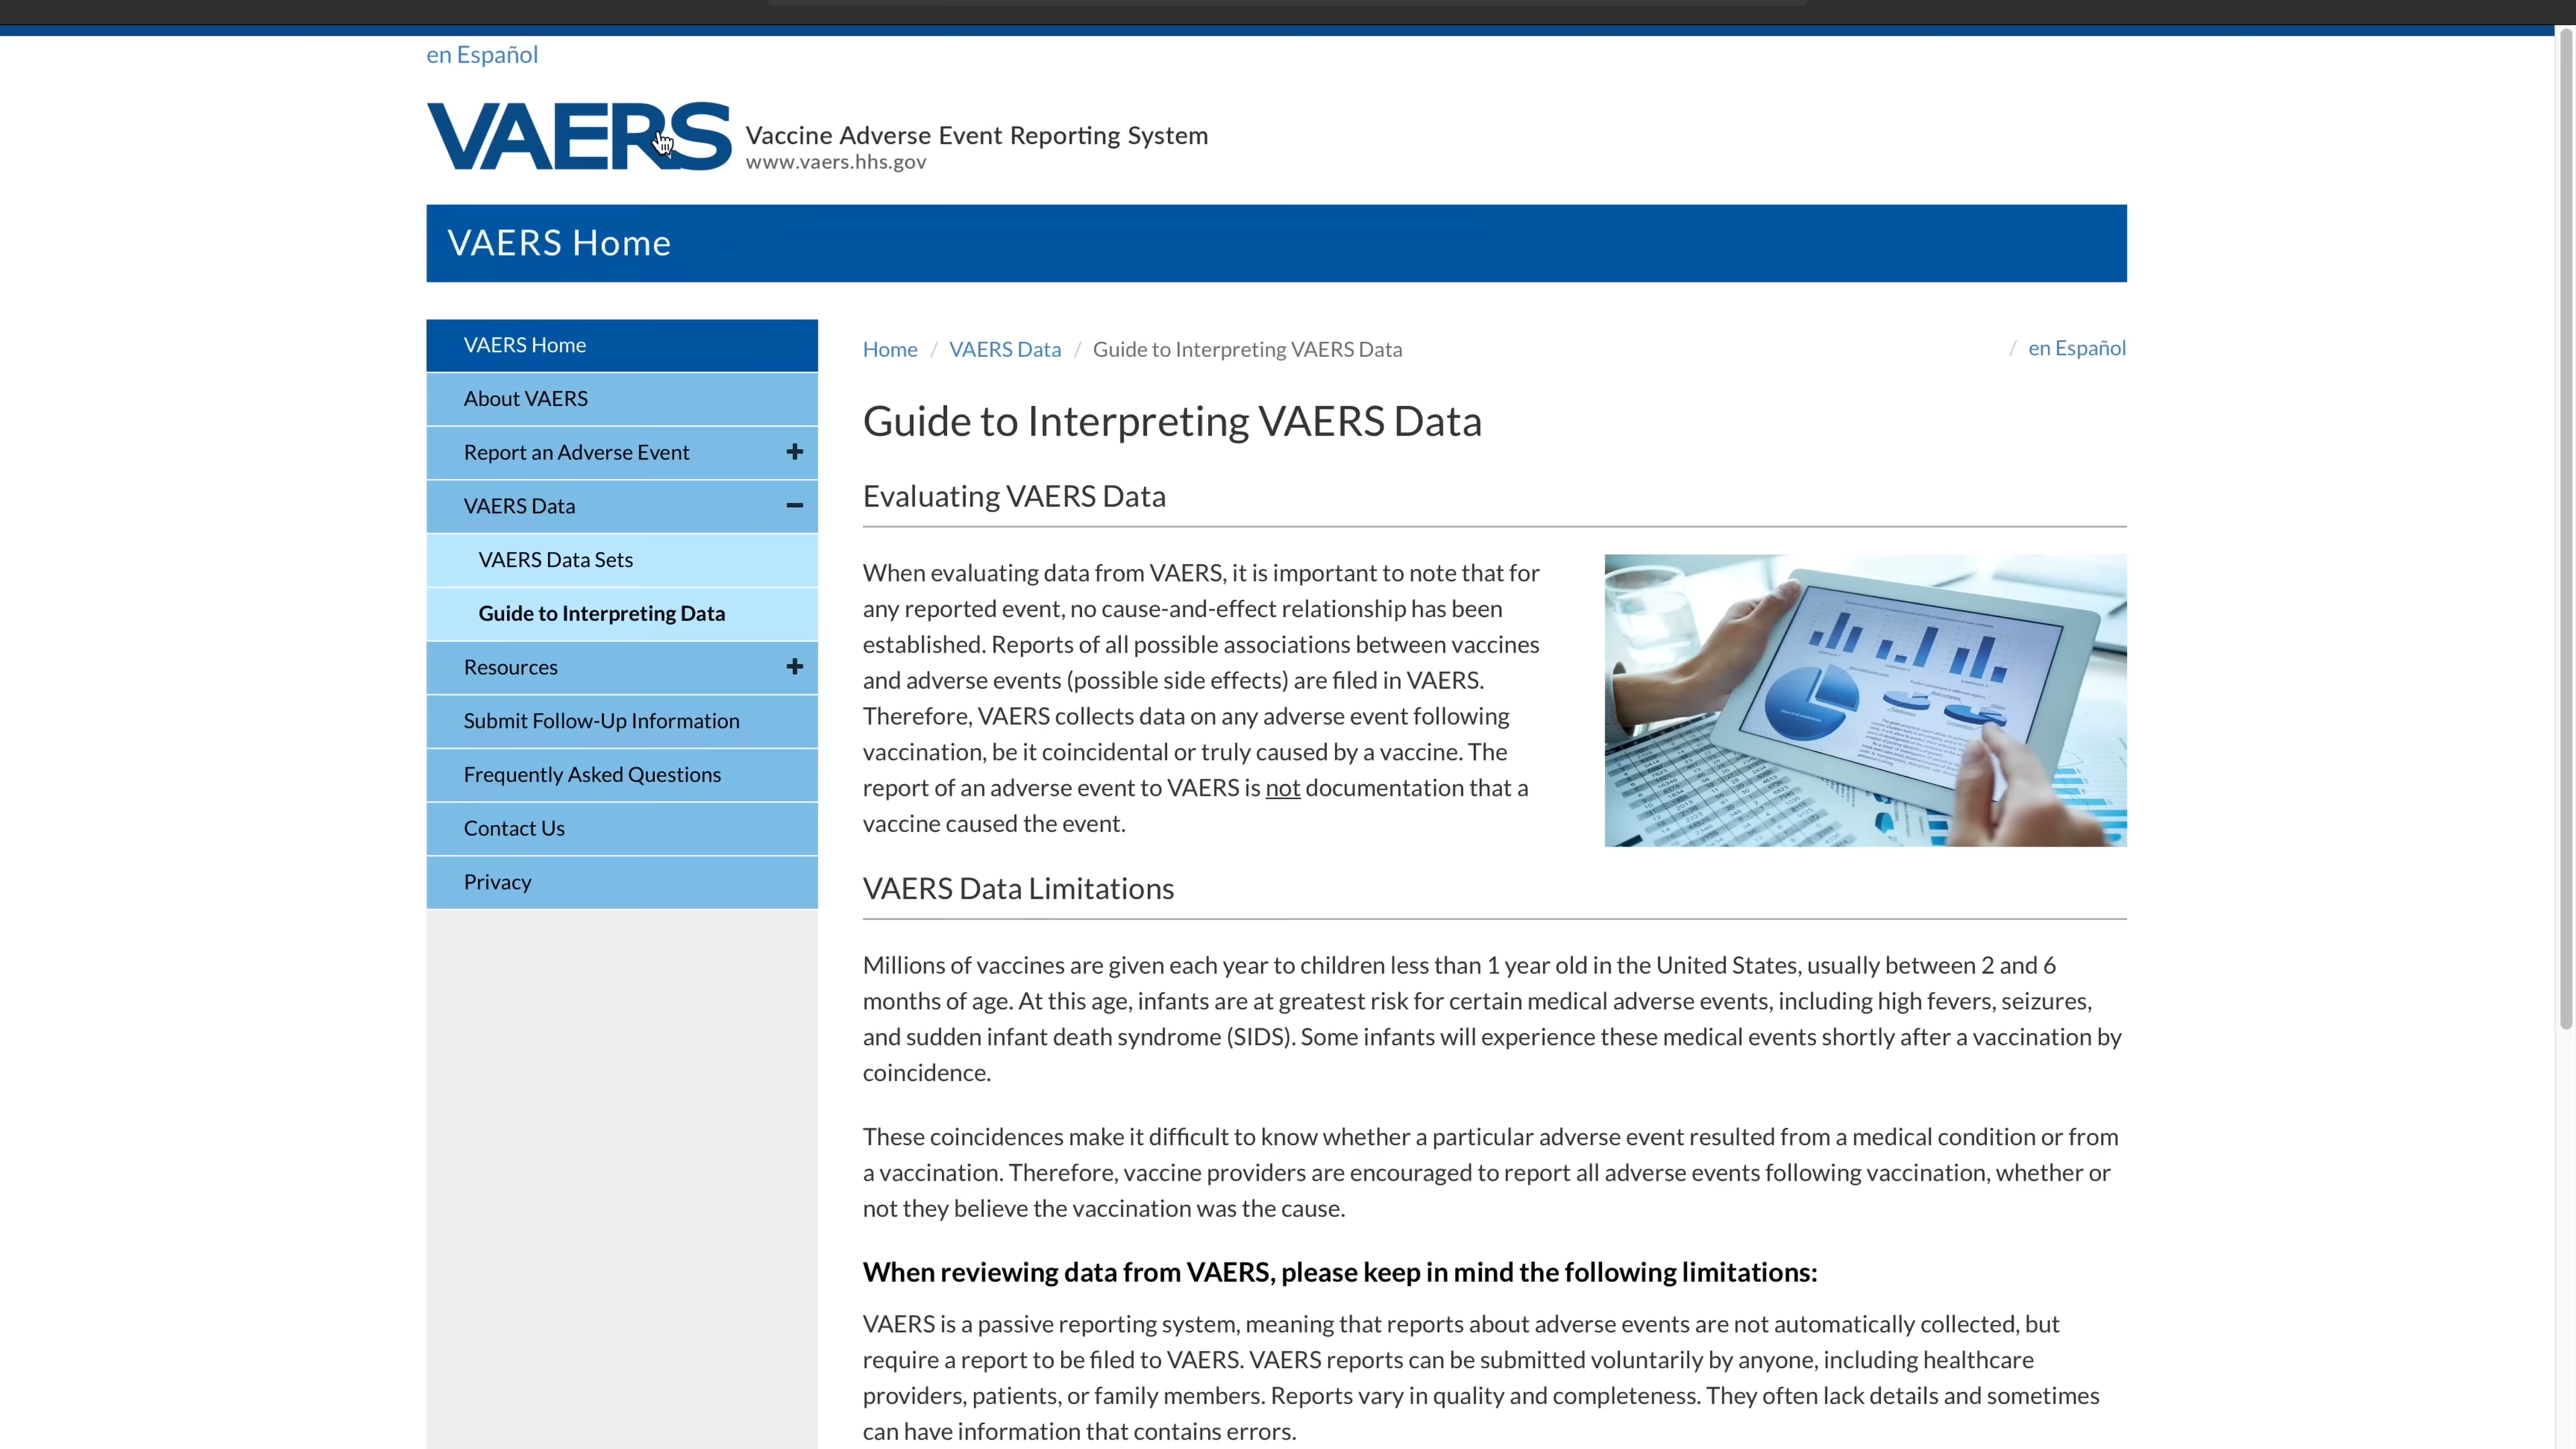 en Español
VAERS Vaccine Adverse Event Reporting System
www.vaers.hhs.gov
VAERS Home
VAERS Home
About VAERS
Report an Adverse Event
VAERS Data
VAERS Data Sets
Guide to Interpreting Data
Resources
Submit Follow-Up Information
Frequently Asked Questions
Contact Us
Privacy
Home / VAERS Data / Guide to Interpreting VAERS Data
/ en Español
Guide to Interpreting VAERS Data
Evaluating VAERS Data
When evaluating data from VAERS, it is important to note that for
any reported event, no cause-and-effect relationship has been
established. Reports of all possible associations between vaccines
and adverse events (possible side effects) are filed in VAERS.
Therefore, VAERS collects data on any adverse event following
vaccination, be it coincidental or truly caused by a vaccine. The
report of an adverse event to VAERS is not documentation that a
vaccine caused the event.
VAERS Data Limitations
Millions of vaccines are given each year to children less than 1 year old in the United States, usually between 2 and 6
months of age. At this age, infants are at greatest risk for certain medical adverse events, including high fevers, seizures,
and sudden infant death syndrome (SIDS). Some infants will experience these medical events shortly after a vaccination by
coincidence.
These coincidences make it difficult to know whether a particular adverse event resulted from a medical condition or from
a vaccination. Therefore, vaccine providers are encouraged to report all adverse events following vaccination, whether or
not they believe the vaccination was the cause.
When reviewing data from VAERS, please keep in mind the following limitations:
VAERS is a passive reporting system, meaning that reports about adverse events are not automatically collected, but
require a report to be filed to VAERS. VAERS reports can be submitted voluntarily by anyone, including healthcare
providers, patients, or family members. Reports vary in quality and completeness. They often lack details and sometimes
can have information that contains errors.